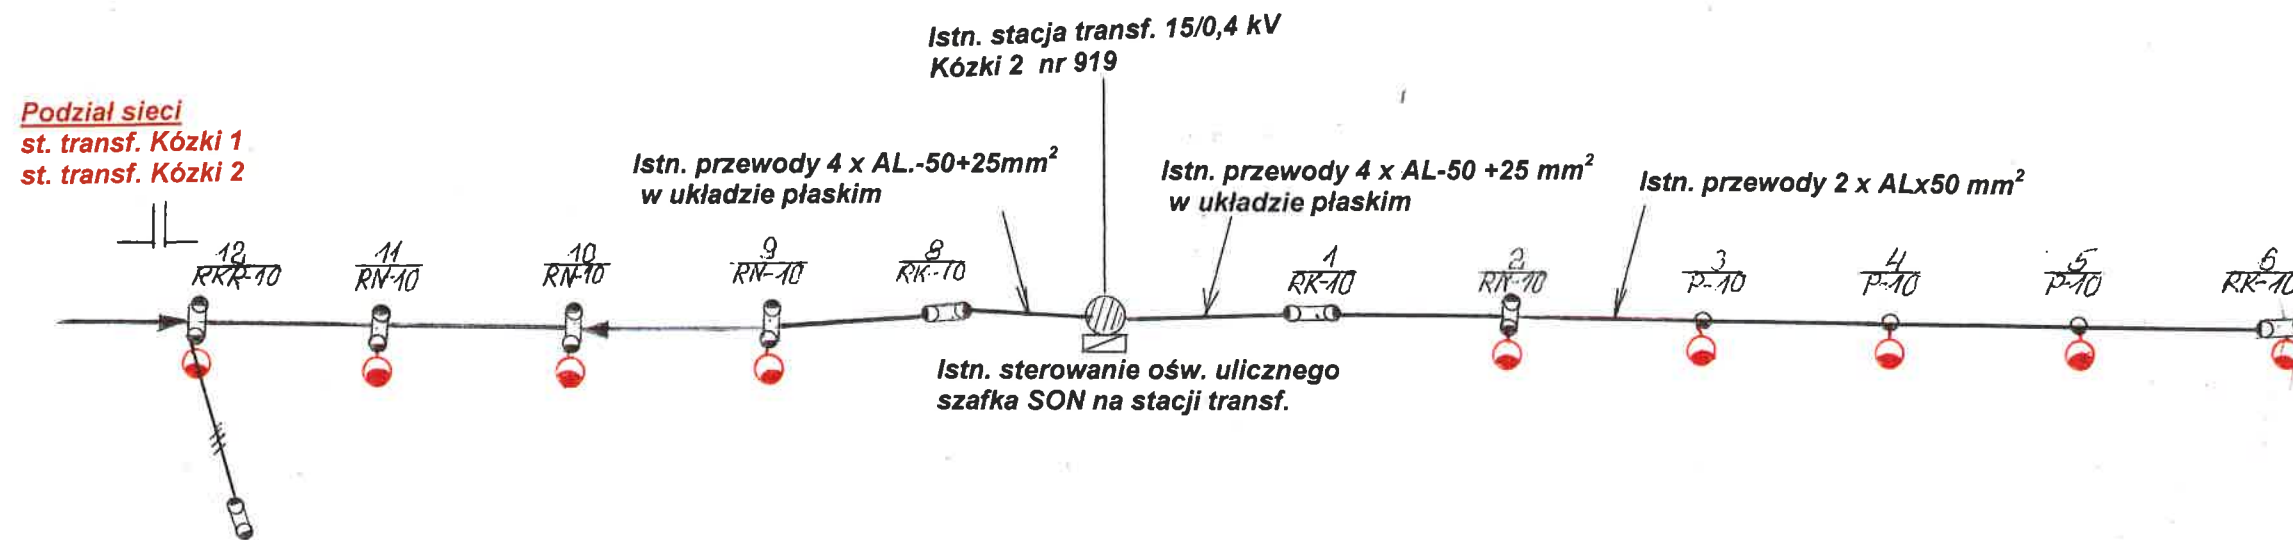 Istn. stacja transf. 15/0,4 kV
Kózki 2 nr 919
Podział sieci
st. transf. Kózki 1
st. transf. Kózki 2
Istn. przewody 4 x AL.-50+25mm²
w układzie płaskim
Istn. przewody 4 x AL-50 +25 mm²
w układzie płaskim
Istn. przewody 2 x ALx50 mm²
12
RKR-10
11
RN-10
10
RN-10
9
RN-10
8
RK-10
1
RK-10
2
RN-10
3
P-10
4
P-10
5
P-10
6
RK-10
Istn. sterowanie ośw. ulicznego
szafka SON na stacji transf.